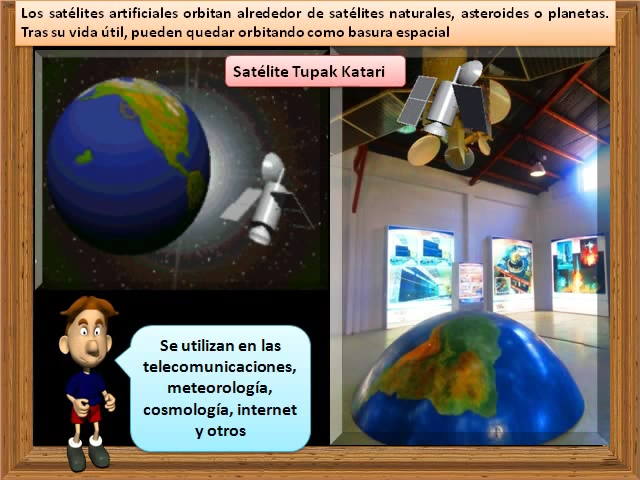 Los satélites artificiales orbitan alrededor de satélites naturales, asteroides o planetas.
Tras su vida útil, pueden quedar orbitando como basura espacial
Satélite Tupak Katari
Se utilizan en las
telecomunicaciones,
meteorología,
cosmología, internet
y otros